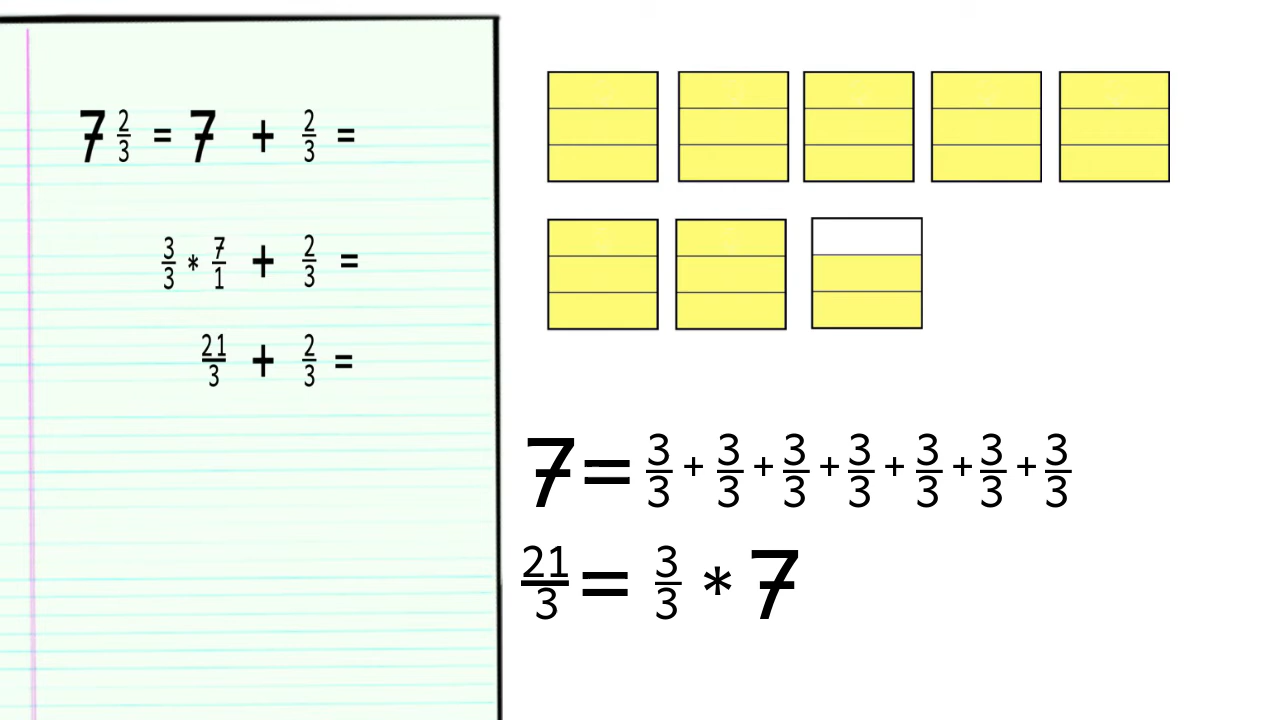 7 2/3 = 7 + 2/3 =
3/3 * 7/1 + 2/3 =
21/3 + 2/3 =
7 = 3/3 + 3/3 + 3/3 + 3/3 + 3/3 + 3/3 + 3/3
21/3 = 3/3 * 7